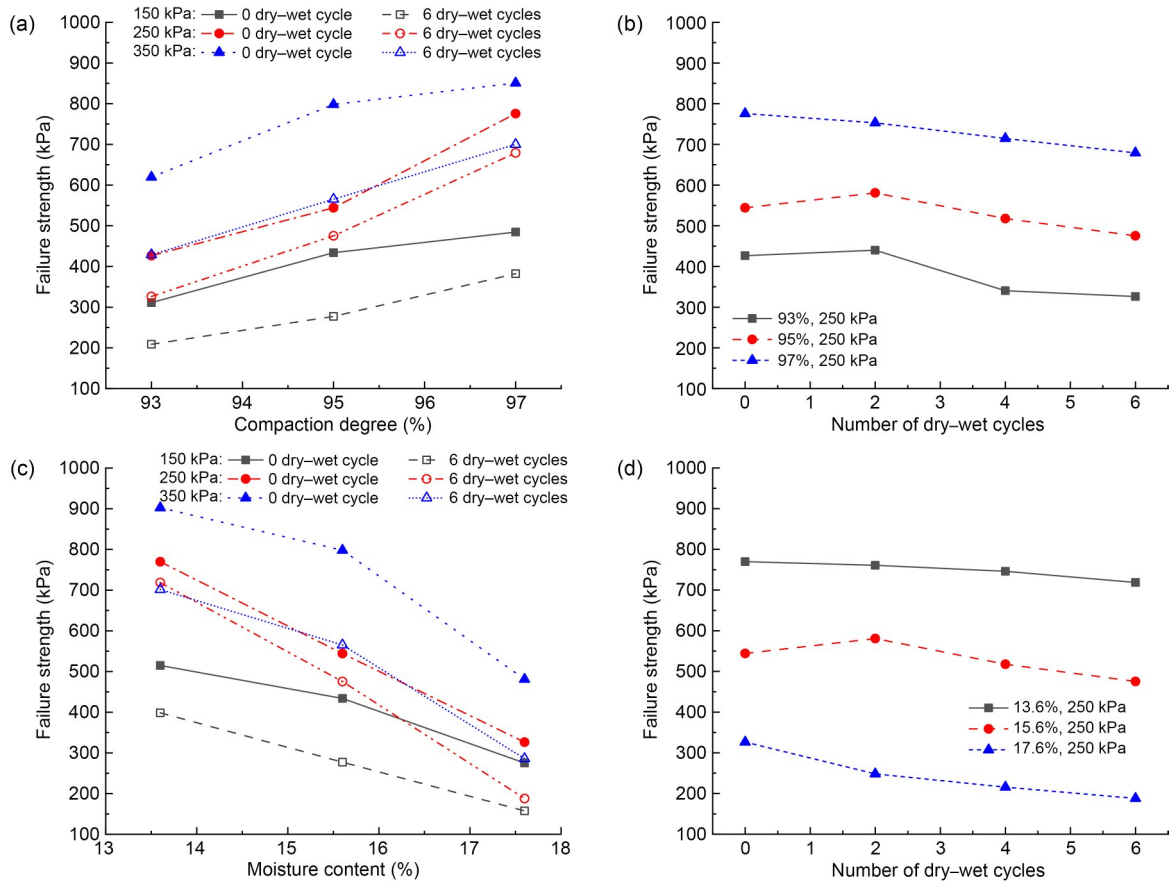 (a)
150 kPa: 0 dry–wet cycle 6 dry–wet cycles
250 kPa: 0 dry–wet cycle 6 dry–wet cycles
350 kPa: 0 dry–wet cycle 6 dry–wet cycles
1000
900
800
700
600
500
400
300
200
100
Failure strength (kPa)
93 94 95 96 97
Compaction degree (%)
(b)
1000
900
800
700
600
500
400
300
200
100
Failure strength (kPa)
93%, 250 kPa
95%, 250 kPa
97%, 250 kPa
0 1 2 3 4 5 6
Number of dry–wet cycles
(c)
150 kPa: 0 dry–wet cycle 6 dry–wet cycles
250 kPa: 0 dry–wet cycle 6 dry–wet cycles
350 kPa: 0 dry–wet cycle 6 dry–wet cycles
1000
900
800
700
600
500
400
300
200
100
Failure strength (kPa)
13 14 15 16 17 18
Moisture content (%)
(d)
1000
900
800
700
600
500
400
300
200
100
Failure strength (kPa)
13.6%, 250 kPa
15.6%, 250 kPa
17.6%, 250 kPa
0 1 2 3 4 5 6
Number of dry–wet cycles